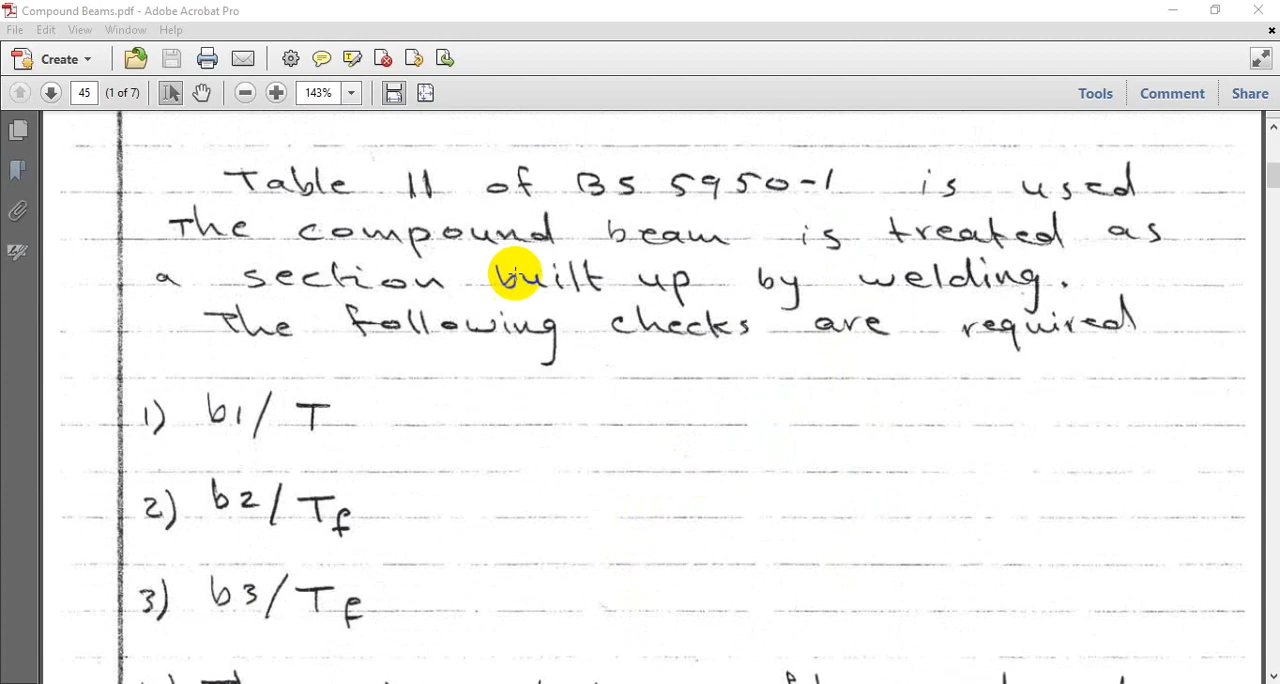 Compound Beams.pdf - Adobe Acrobat Pro
File Edit View Window Help
Create
45 (1 of 7) 143% Tools Comment Share
Table 11 of BS 5950-1 is used
The compound beam is treated as
a section built up by welding.
The following checks are required
1) b1/T
2) b2/Tf
3) b3/Tf